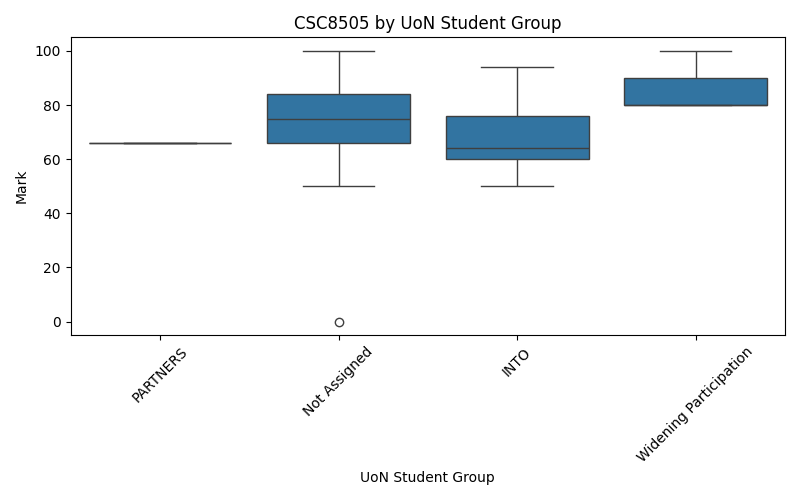 CSC8505 by UoN Student Group
Mark
100
80
60
40
20
0
PARTNERS
Not Assigned
INTO
Widening Participation
UoN Student Group